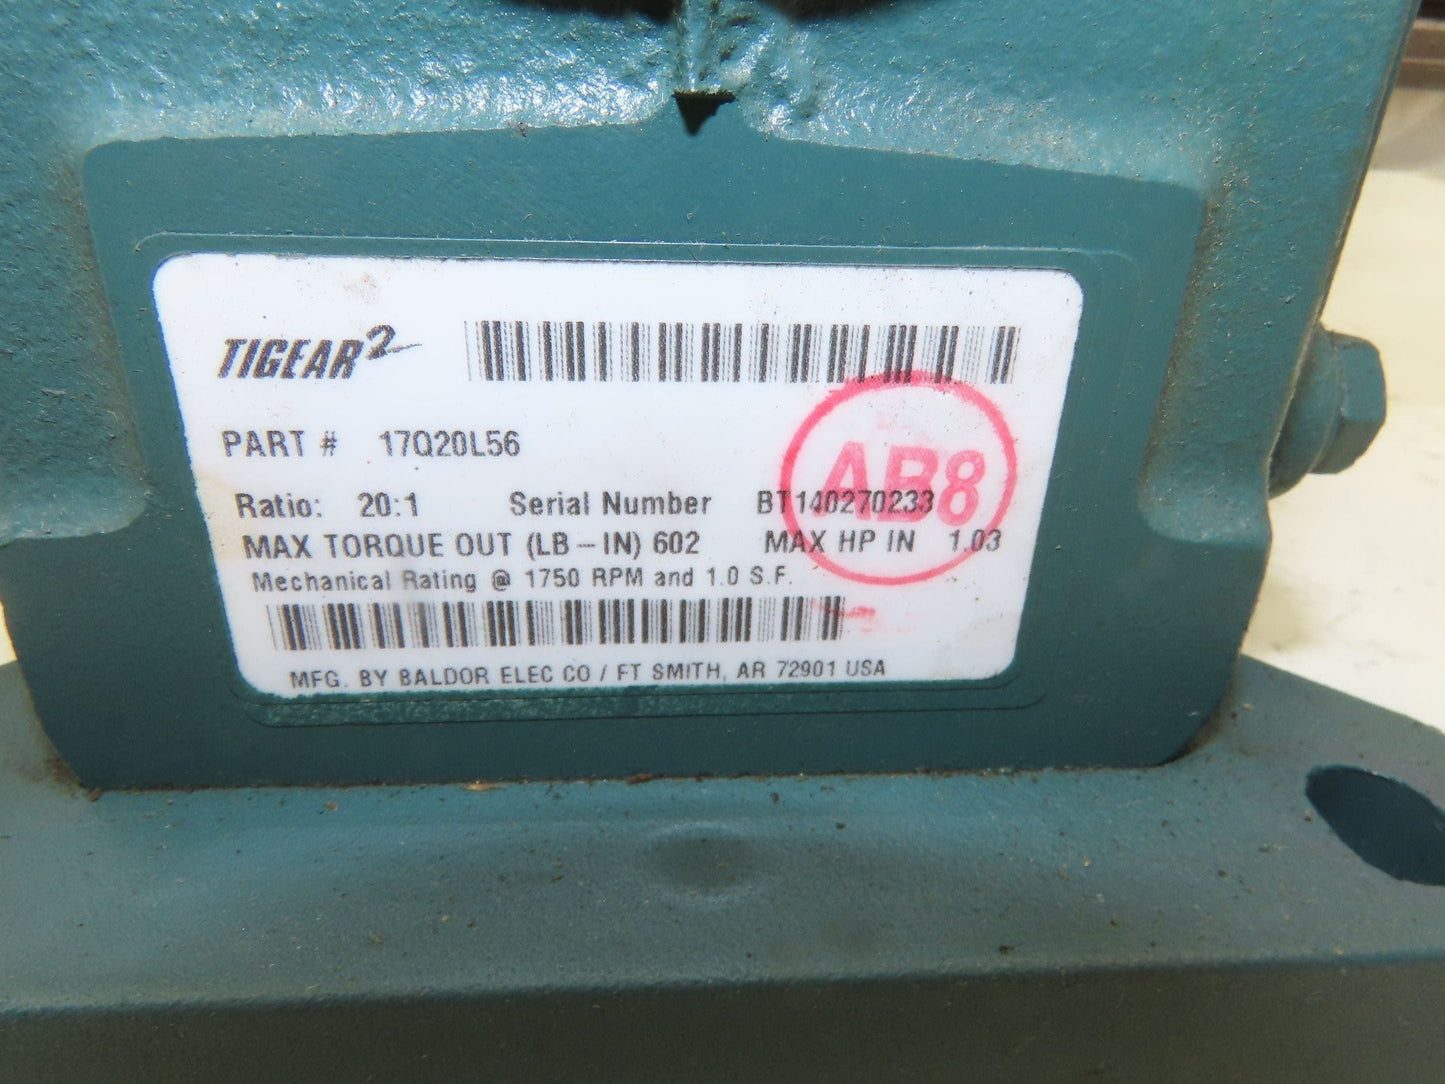 TIGEAR2
PART # 17Q20L56
Ratio: 20:1 Serial Number BT140270233
MAX TORQUE OUT (LB-IN) 602 MAX HP IN 1.03
Mechanical Rating @ 1750 RPM and 1.0 S.F.
MFG. BY BALDOR ELEC CO / FT SMITH, AR 72901 USA
AB8